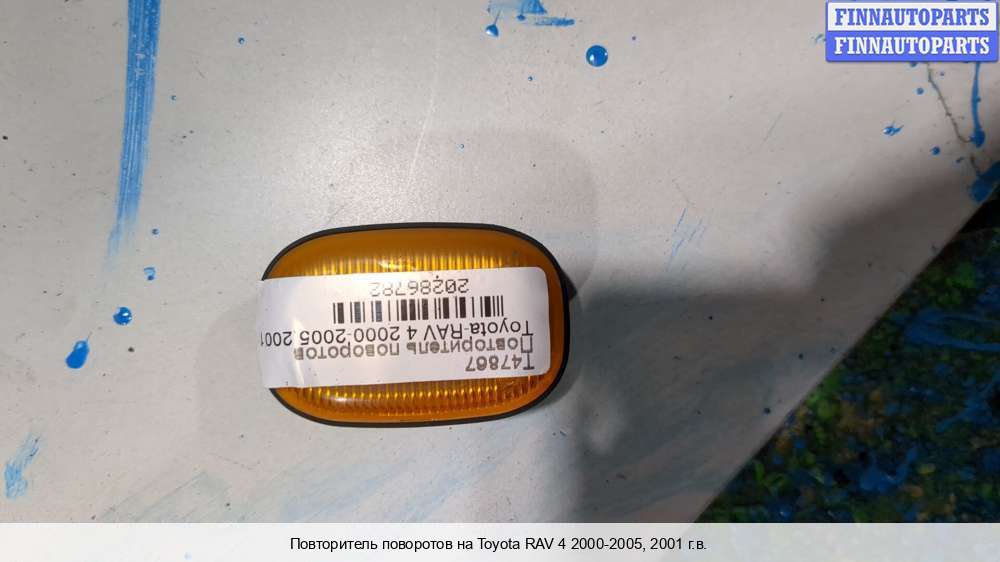 FINNAUTOPARTS
FINNAUTOPARTS
T47867
Повторитель поворотов
Toyota RAV 4 2000-2005 2001
20286782
Повторитель поворотов на Toyota RAV 4 2000-2005, 2001 г.в.